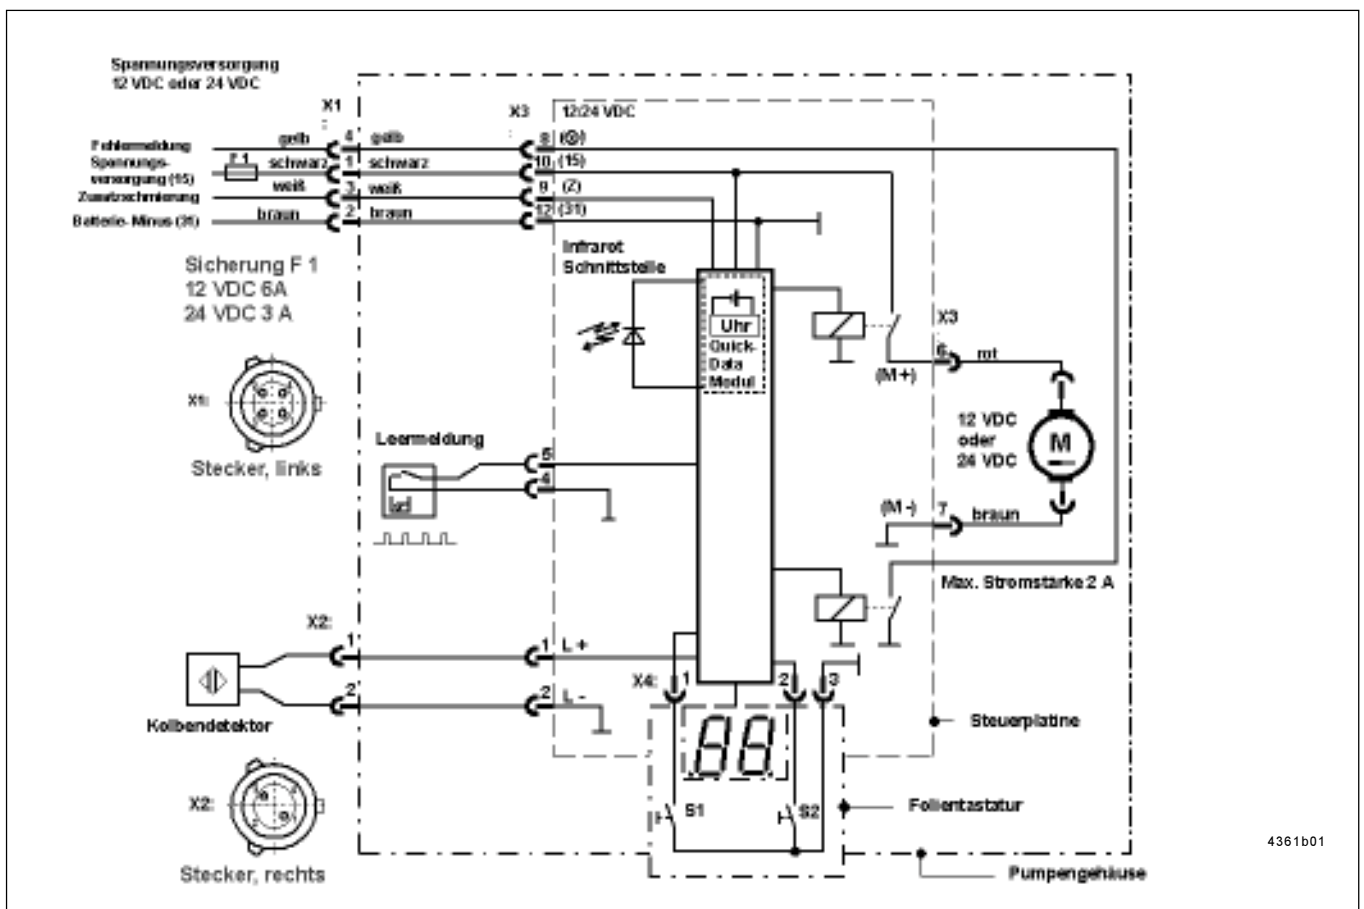 Spannungsversorgung
12 VDC oder 24 VDC
X1
:
X3
:
12/24 VDC
Fehlermeldung
gelb
4
gelb
8
Spannungs-
versorgung (15)
F 1
schwarz
1
schwarz
10
(15)
Zusatzschmierung
weiß
3
weiß
9
(Z)
Batterie- Minus (31)
braun
2
braun
12
(31)
Sicherung F 1
12 VDC 6A
24 VDC 3 A
Infrarot
Schnittstelle
Uhr
Quick-
Data
Modul
X3
6
rot
(M +)
X1:
Stecker, links
Leermeldung
5
4
12 VDC
oder
24 VDC
M
(M -)
7
braun
Max. Stromstärke 2 A
X2:
1
1
L +
2
2
L -
Kolbendetektor
X4:
1
2
3
88
Steuerplatine
S1
S2
Folientastatur
X2:
Stecker, rechts
Pumpengehäuse
4361b01